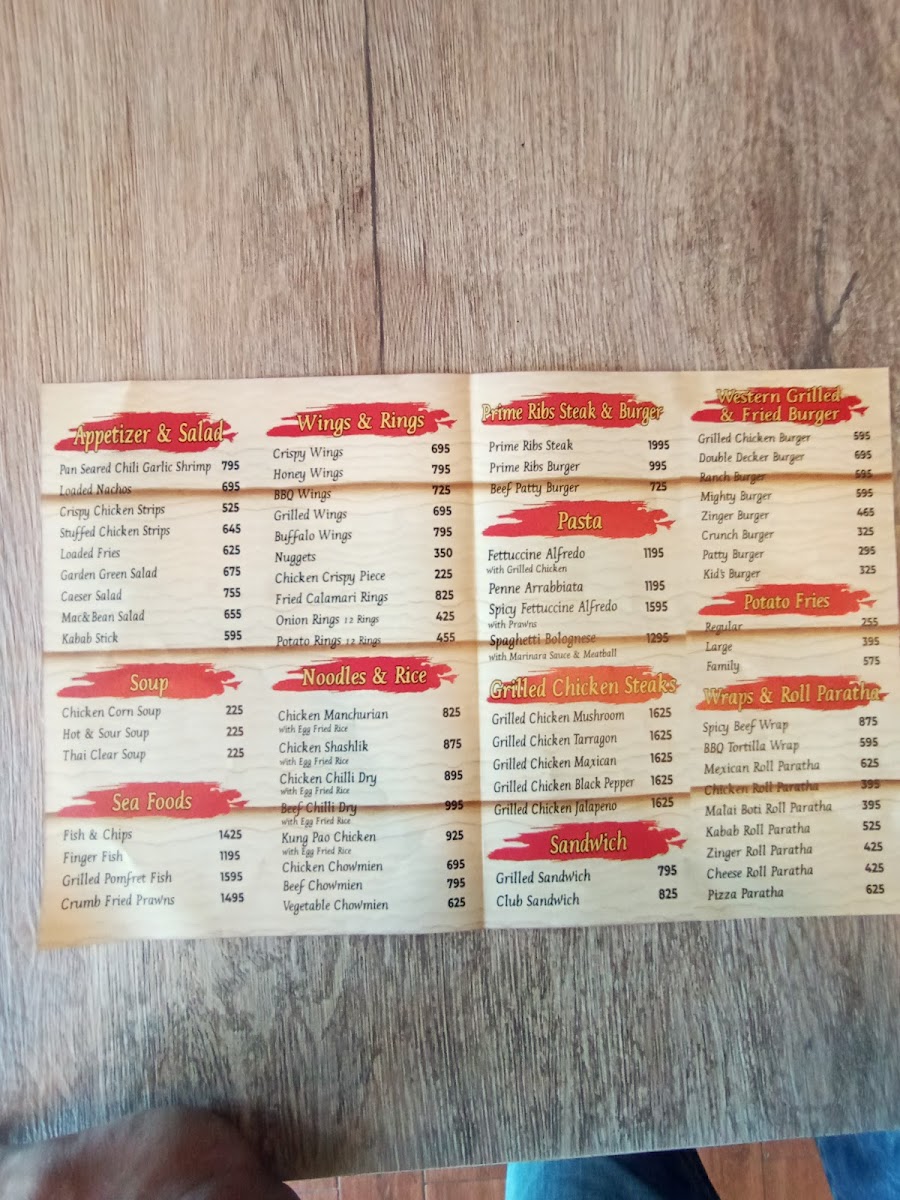 Appetizer & Salad
Pan Seared Chili Garlic Shrimp 795
Loaded Nachos 695
Crispy Chicken Strips 525
Stuffed Chicken Strips 645
Loaded Fries 625
Garden Green Salad 675
Caeser Salad 755
Mac&Bean Salad 655
Kabab Stick 595
Soup
Chicken Corn Soup 225
Hot & Sour Soup 225
Thai Clear Soup 225
Sea Foods
Fish & Chips 1425
Finger Fish 1195
Grilled Pomfret Fish 1595
Crumb Fried Prawns 1495
Wings & Rings
Crispy Wings 695
Honey Wings 795
BBQ Wings 725
Grilled Wings 695
Buffalo Wings 795
Nuggets 350
Chicken Crispy Piece 225
Fried Calamari Rings 825
Onion Rings 12 Rings 425
Potato Rings 12 Rings 455
Noodles & Rice
Chicken Manchurian 825
with Egg Fried Rice
Chicken Shashlik 875
with Egg Fried Rice
Chicken Chilli Dry 895
with Egg Fried Rice
Beef Chilli Dry 995
with Egg Fried Rice
Kung Pao Chicken 925
with Egg Fried Rice
Chicken Chowmien 695
Beef Chowmien 795
Vegetable Chowmien 625
Prime Ribs Steak & Burger
Prime Ribs Steak 1995
Prime Ribs Burger 995
Beef Patty Burger 725
Pasta
Fettuccine Alfredo 1195
with Grilled Chicken
Penne Arrabbiata 1195
Spicy Fettuccine Alfredo 1595
with Prawns
Spaghetti Bolognese 1295
with Marinara Sauce & Meatball
Grilled Chicken Steaks
Grilled Chicken Mushroom 1625
Grilled Chicken Tarragon 1625
Grilled Chicken Maxican 1625
Grilled Chicken Black Pepper 1625
Grilled Chicken Jalapeno 1625
Sandwich
Grilled Sandwich 795
Club Sandwich 825
Western Grilled
& Fried Burger
Grilled Chicken Burger 595
Double Decker Burger 695
Ranch Burger 595
Mighty Burger 595
Zinger Burger 465
Crunch Burger 325
Patty Burger 295
Kid's Burger 325
Potato Fries
Regular 255
Large 395
Family 575
Wraps & Roll Paratha
Spicy Beef Wrap 875
BBQ Tortilla Wrap 595
Mexican Roll Paratha 625
Chicken Roll Paratha 395
Malai Boti Roll Paratha 395
Kabab Roll Paratha 525
Zinger Roll Paratha 425
Cheese Roll Paratha 425
Pizza Paratha 625